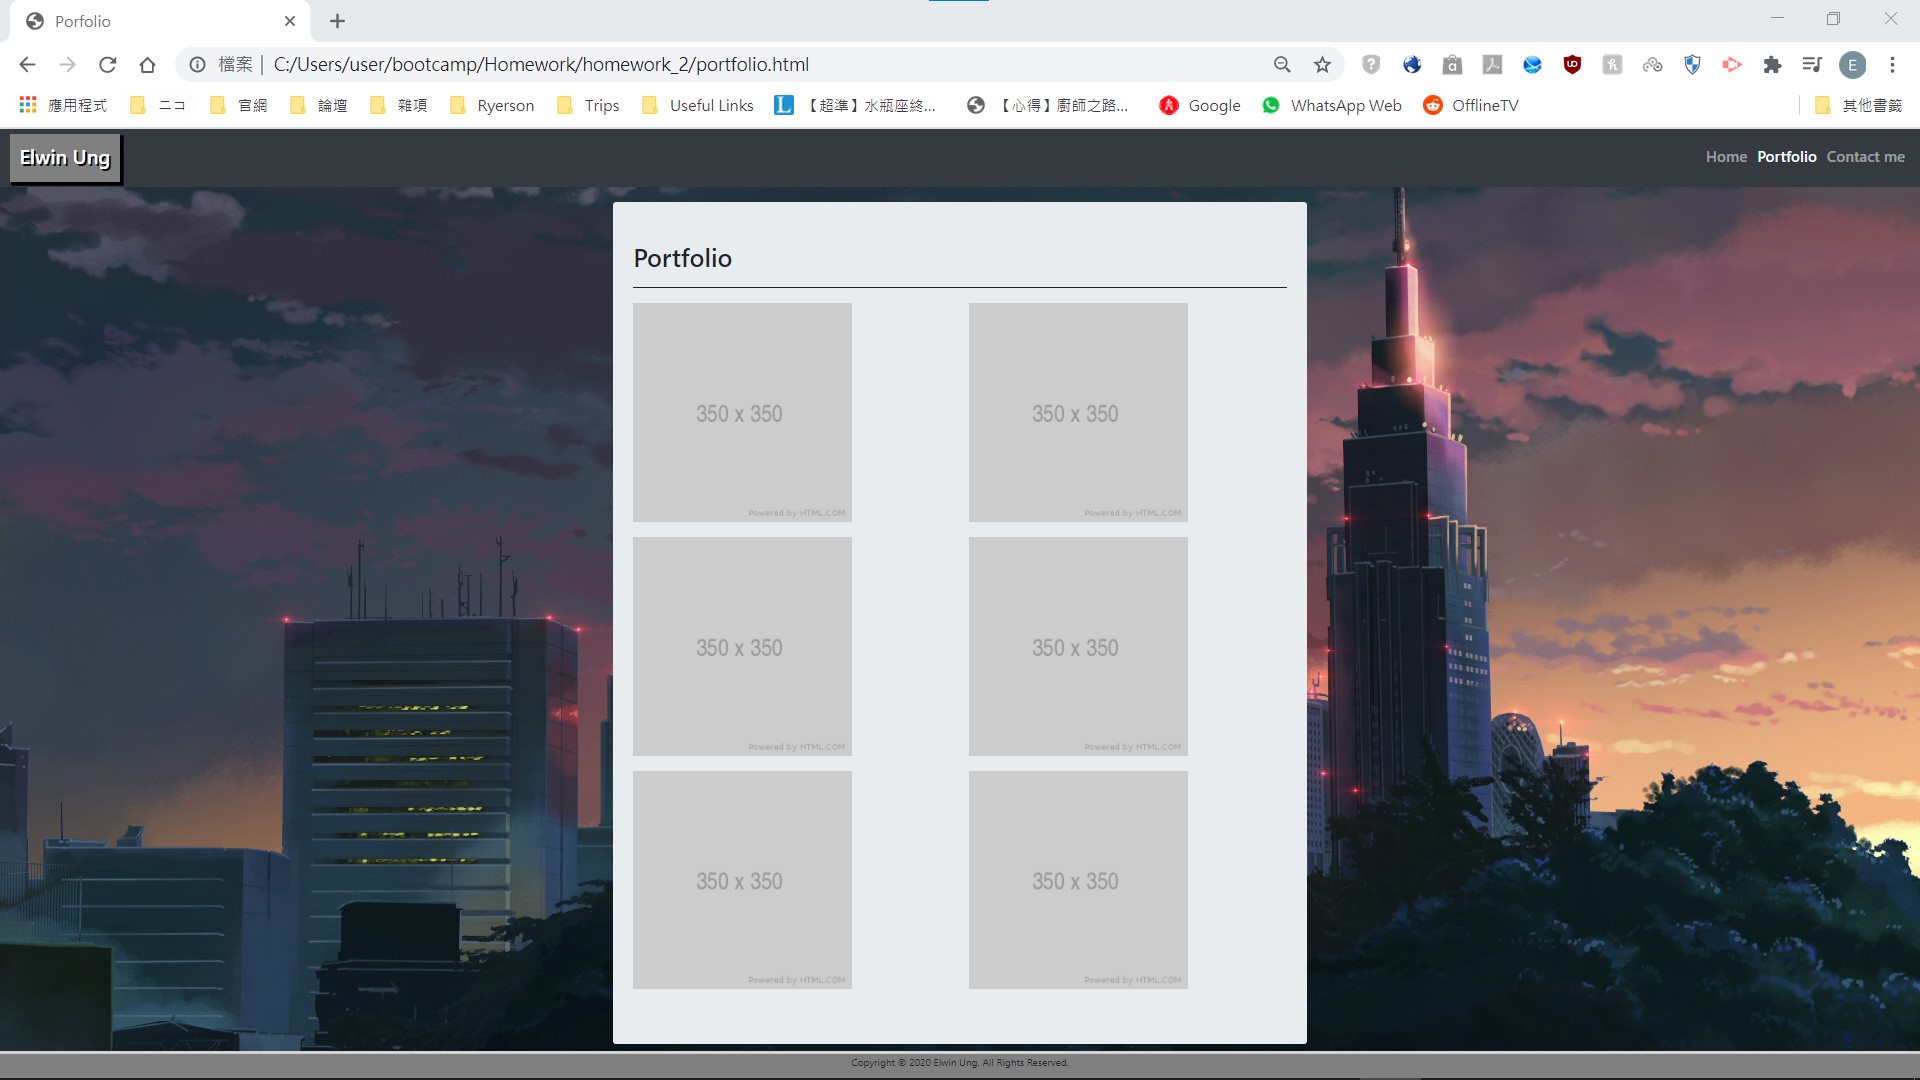 Porfolio
檔案 | C:/Users/user/bootcamp/Homework/homework_2/portfolio.html
E
應用程式 ニコ 官網 論壇 雜項 Ryerson Trips Useful Links 【超準】水瓶座終... 【心得】廚師之路... Google WhatsApp Web OfflineTV 其他書籤
Elwin Ung
Home Portfolio Contact me
Portfolio
350 x 350 350 x 350
Powered by HTML.COM Powered by HTML.COM
350 x 350 350 x 350
Powered by HTML.COM Powered by HTML.COM
350 x 350 350 x 350
Powered by HTML.COM Powered by HTML.COM
Copyright © 2020 Elwin Ung. All Rights Reserved.